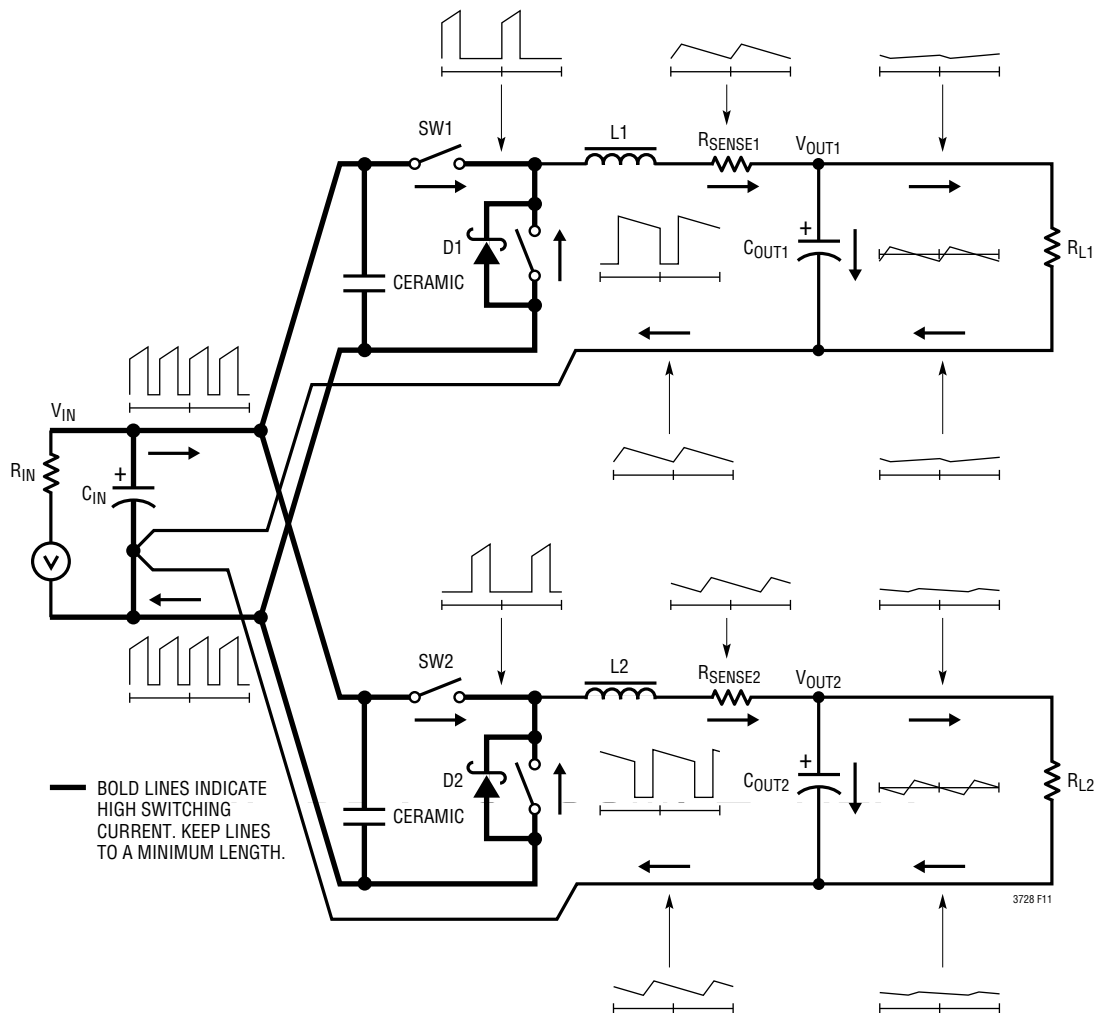 SW1
L1
RSENSE1
VOUT1
D1
COUT1
RL1
CERAMIC
VIN
RIN
+
CIN
+
V
SW2
L2
RSENSE2
VOUT2
D2
COUT2
+
RL2
CERAMIC
BOLD LINES INDICATE
HIGH SWITCHING
CURRENT. KEEP LINES
TO A MINIMUM LENGTH.
3728 F11